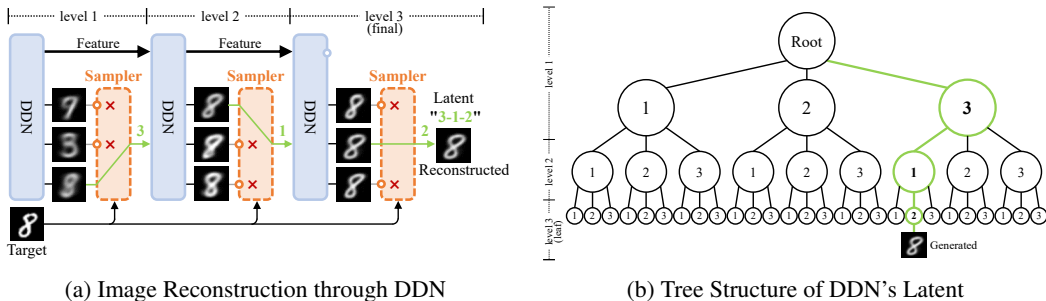 level 1
level 2
level 3
(final)
Feature
Feature
Sampler
Sampler
Sampler
DDN
DDN
DDN
3
1
2
Latent
"3-1-2"
Reconstructed
Target
(a) Image Reconstruction through DDN
level 1
level 2
level 3
(leaf)
Root
1 2 3
1 2 3 1 2 3 1 2 3
1 2 3 1 2 3 1 2 3 1 2 3 1 2 3 1 2 3 1 2 3 1 2 3 1 2 3
Generated
(b) Tree Structure of DDN's Latent